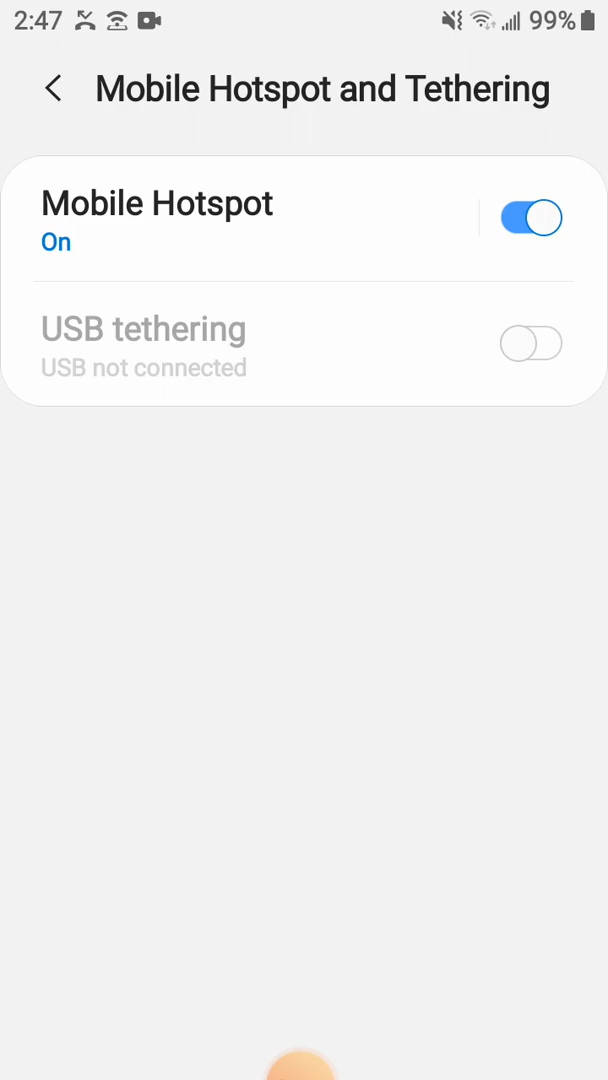 2:47 99%
Mobile Hotspot and Tethering
Mobile Hotspot
On
USB tethering
USB not connected